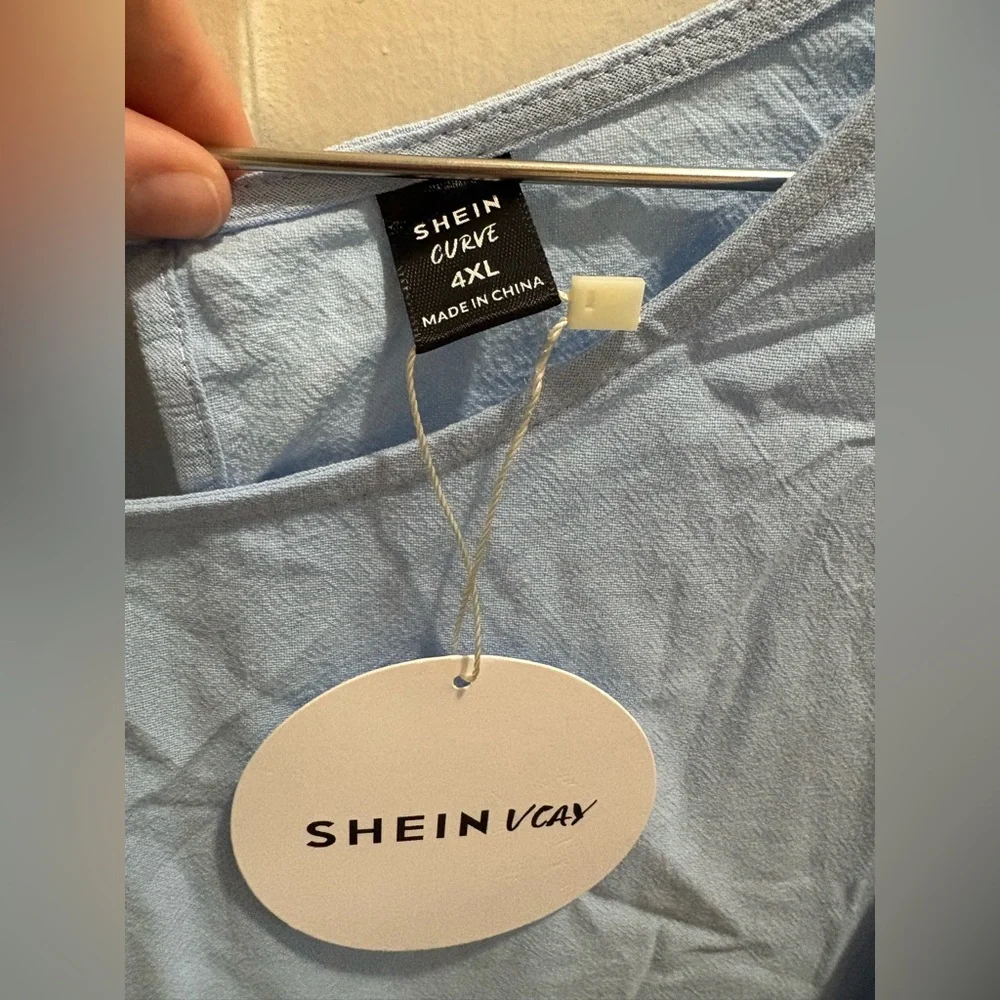 SHEIN
CURVE
4XL
MADE IN CHINA
SHEIN VCAY